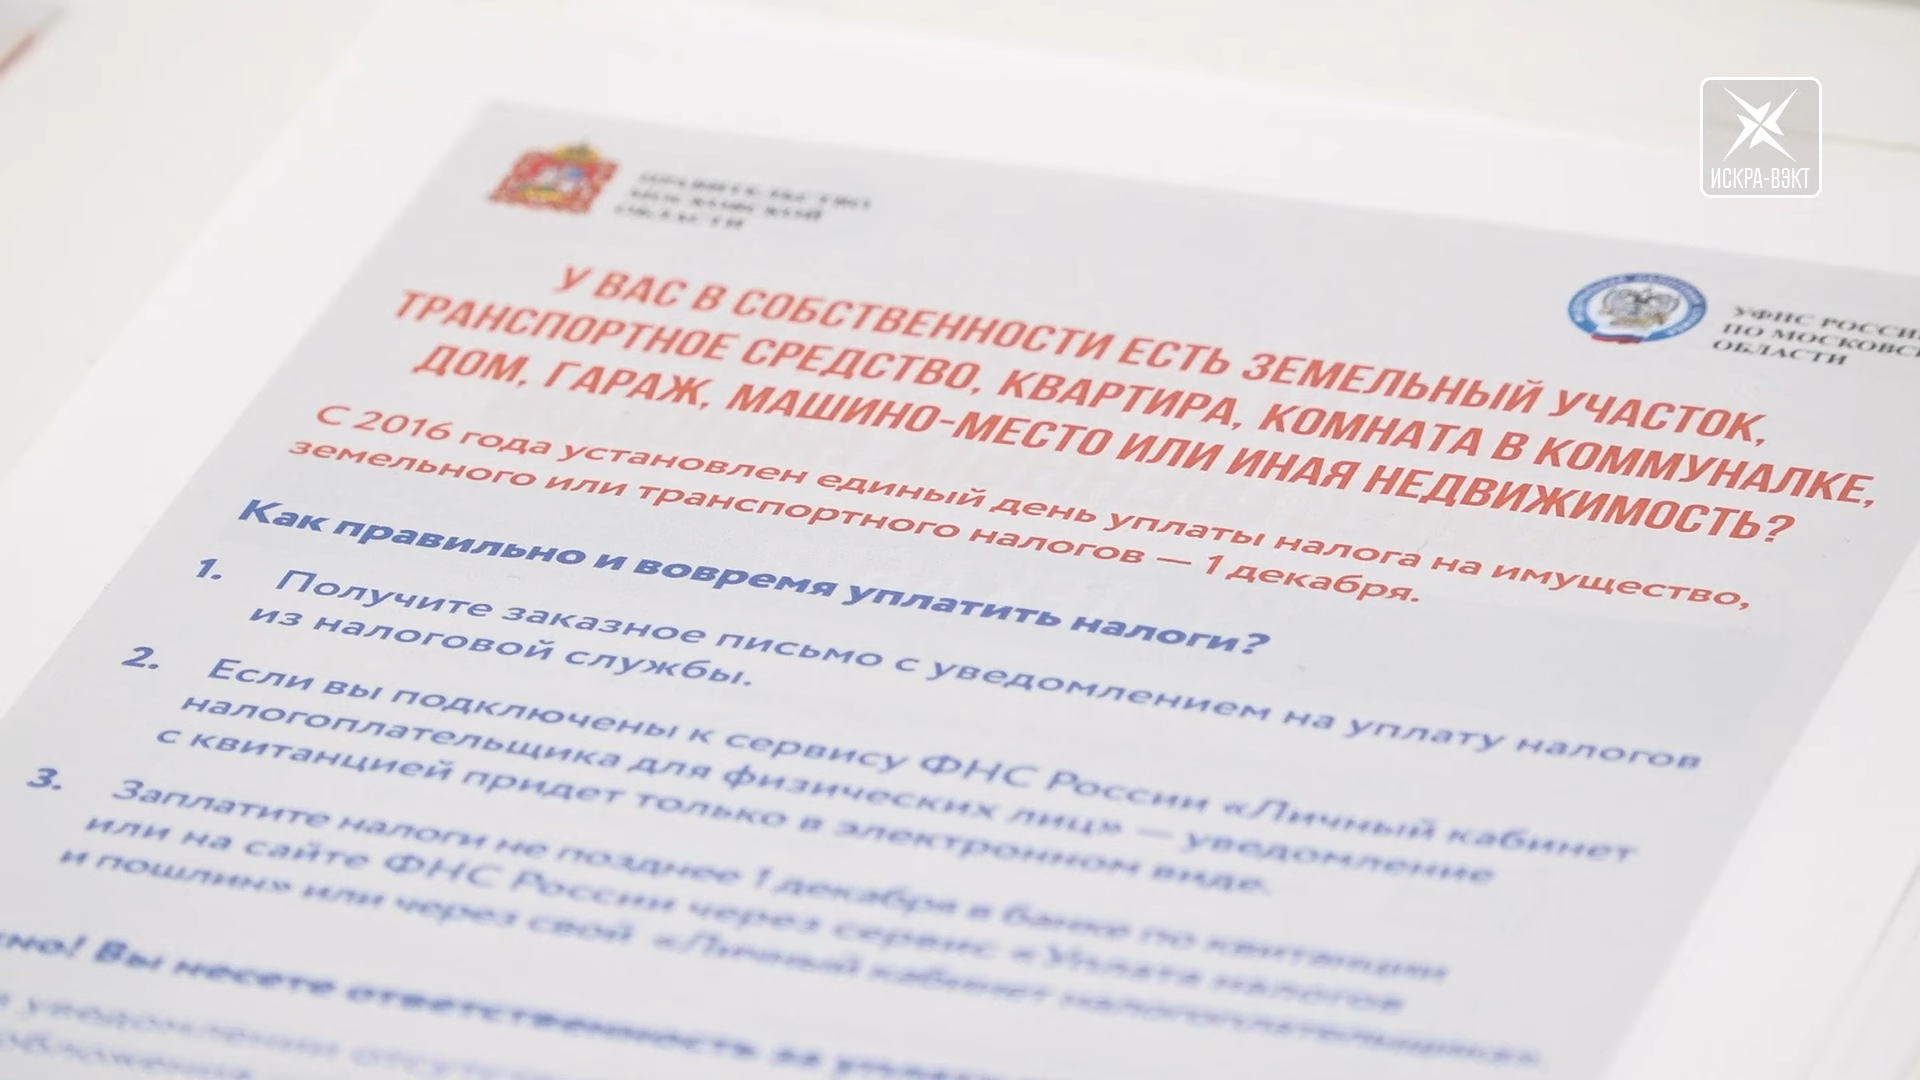 ИСКРА-ВЭКТ
ПРАВИТЕЛЬСТВО
МОСКОВСКОЙ
ОБЛАСТИ
УФНС РОССИИ
ПО МОСКОВС
ОБЛАСТИ
У ВАС В СОБСТВЕННОСТИ ЕСТЬ ЗЕМЕЛЬНЫЙ УЧАСТОК,
ТРАНСПОРТНОЕ СРЕДСТВО, КВАРТИРА, КОМНАТА В КОММУНАЛКЕ,
ДОМ, ГАРАЖ, МАШИНО-МЕСТО ИЛИ ИНАЯ НЕДВИЖИМОСТЬ?
С 2016 года установлен единый день уплаты налога на имущество,
земельного или транспортного налогов — 1 декабря.
Как правильно и вовремя уплатить налоги?
1. Получите заказное письмо с уведомлением на уплату налогов
из налоговой службы.
2. Если вы подключены к сервису ФНС России «Личный кабинет
налогоплательщика для физических лиц» — уведомление
с квитанцией придет только в электронном виде.
3. Заплатите налоги не позднее 1 декабря в банке по квитанции
или на сайте ФНС России через сервис «Уплата налогов
и пошлин» или через свой «Личный кабинет налогоплательщика».
но! Вы несете ответственность за
уведомлении